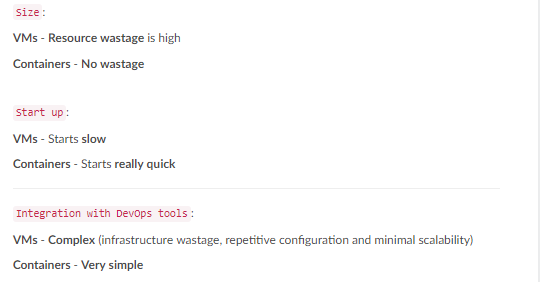 Size:
VMs - Resource wastage is high
Containers - No wastage
Start up:
VMs - Starts slow
Containers - Starts really quick
Integration with DevOps tools:
VMs - Complex (infrastructure wastage, repetitive configuration and minimal scalability)
Containers - Very simple